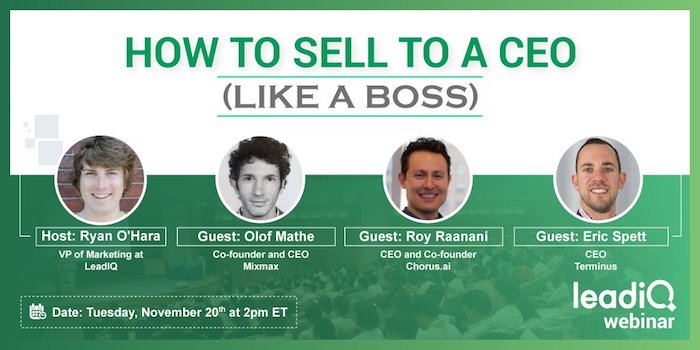 HOW TO SELL TO A CEO
(LIKE A BOSS)
Host: Ryan O'Hara
VP of Marketing at
LeadIQ
Guest: Olof Mathe
Co-founder and CEO
Mixmax
Guest: Roy Raanani
CEO and Co-founder
Chorus.ai
Guest: Eric Spett
CEO
Terminus
Date: Tuesday, November 20th at 2pm ET
leadiQ
webinar